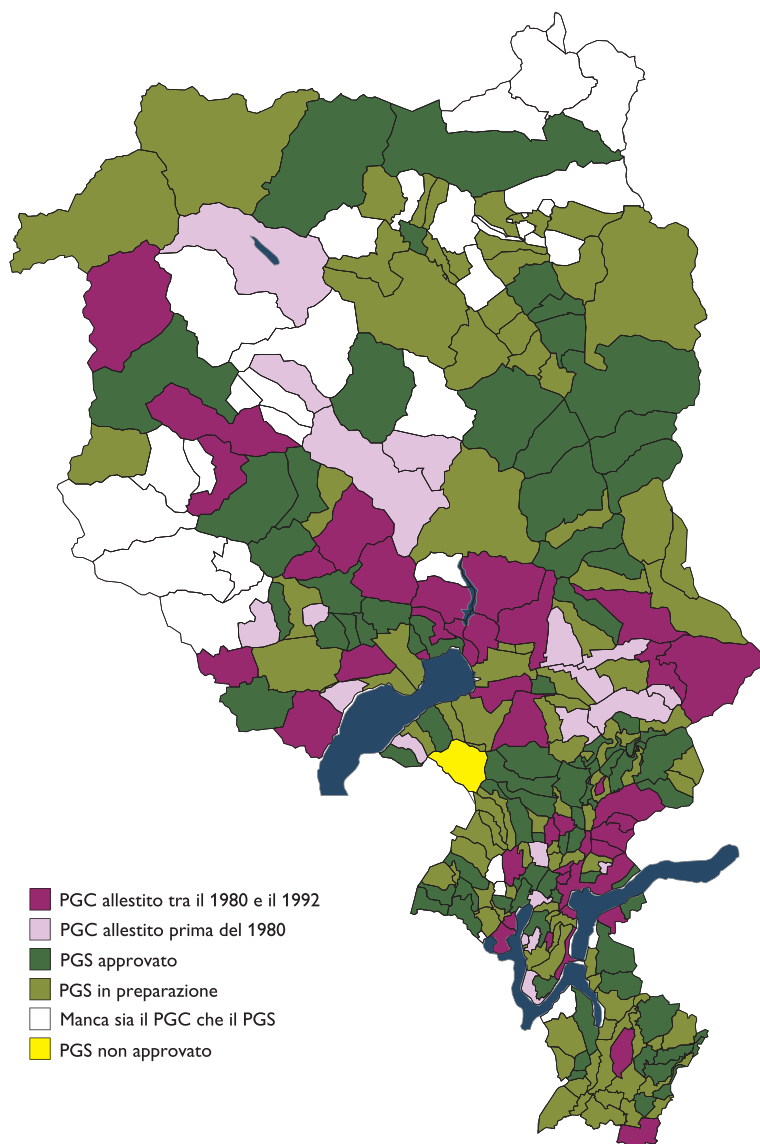 PGC allestito tra il 1980 e il 1992
PGC allestito prima del 1980
PGS approvato
PGS in preparazione
Manca sia il PGC che il PGS
PGS non approvato